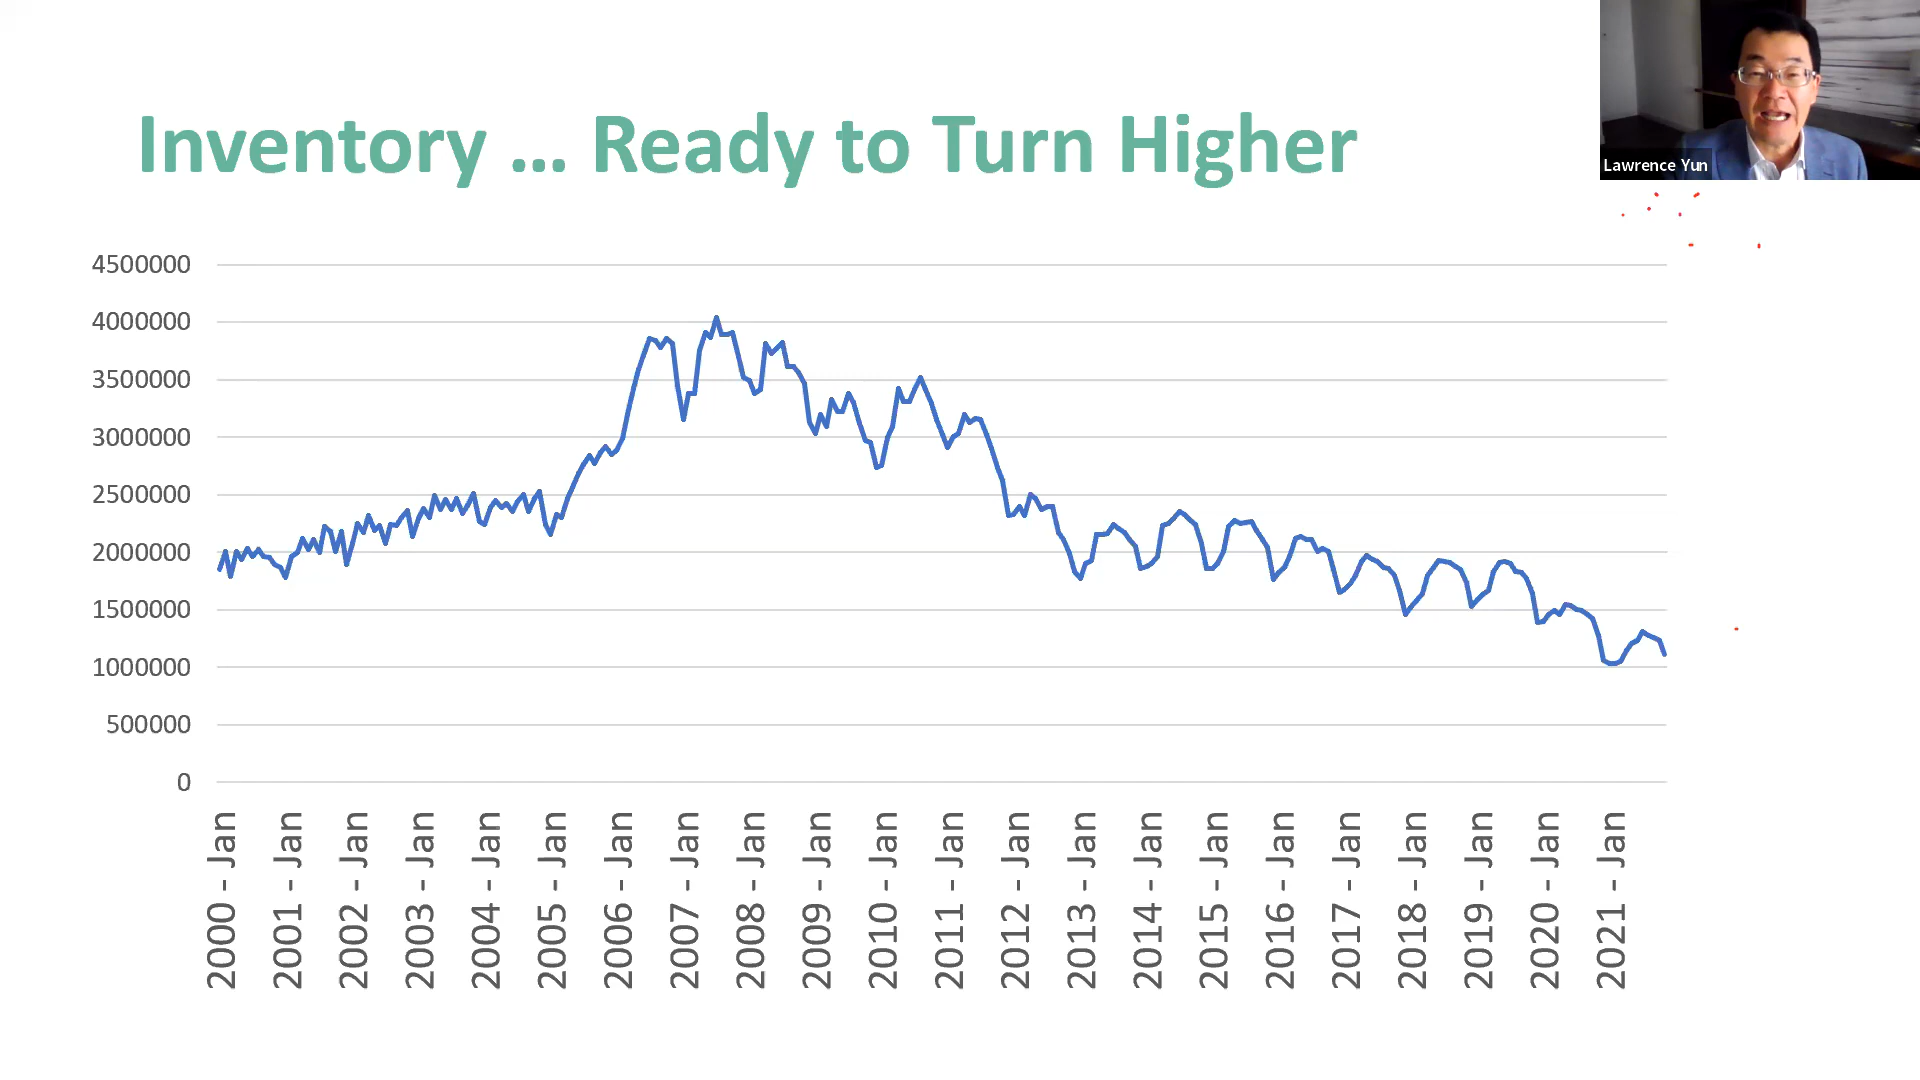 Inventory ... Ready to Turn Higher
Lawrence Yun
4500000
4000000
3500000
3000000
2500000
2000000
1500000
1000000
500000
0
2000 - Jan
2001 - Jan
2002 - Jan
2003 - Jan
2004 - Jan
2005 - Jan
2006 - Jan
2007 - Jan
2008 - Jan
2009 - Jan
2010 - Jan
2011 - Jan
2012 - Jan
2013 - Jan
2014 - Jan
2015 - Jan
2016 - Jan
2017 - Jan
2018 - Jan
2019 - Jan
2020 - Jan
2021 - Jan